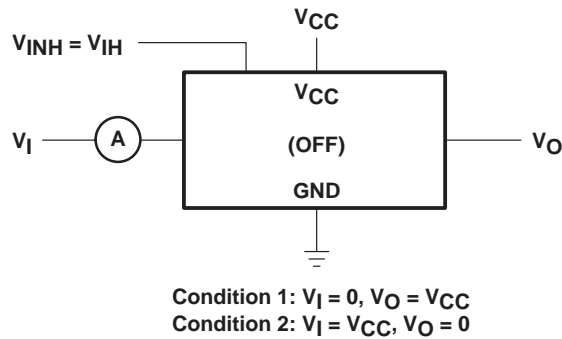 VCC
VINH = VIH
VCC
VI
A
(OFF)
VO
GND
Condition 1: VI = 0, VO = VCC
Condition 2: VI = VCC, VO = 0